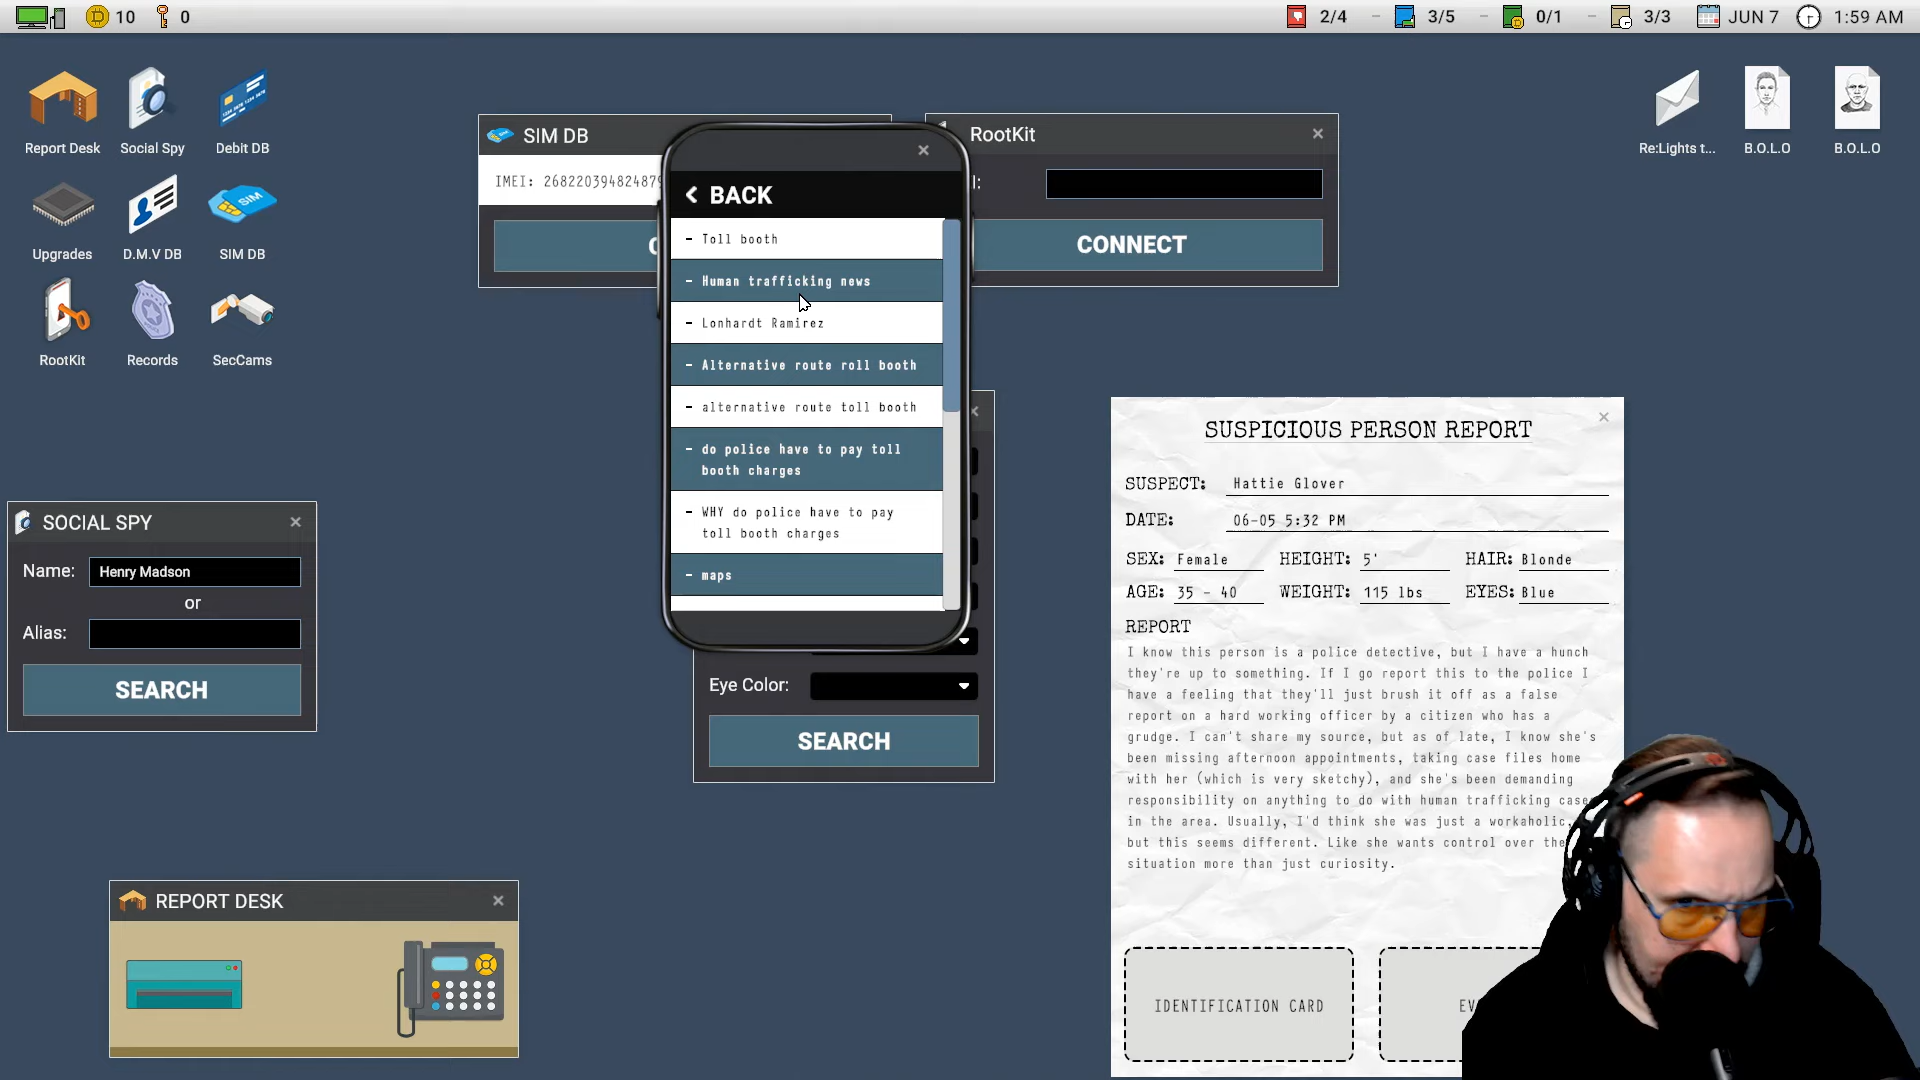 10
0
2/4
3/5
0/1
3/3
JUN 7
1:59 AM
Report Desk
Social Spy
Debit DB
Upgrades
D.M.V DB
SIM DB
SIM
RootKit
Records
SecCams
Re:Lights t...
B.O.L.O
B.O.L.O
SIM DB
IMEI: 26822039482487
RootKit
CONNECT
BACK
- Toll booth
- Human trafficking news
- Lonhardt Ramirez
- Alternative route roll booth
- alternative route toll booth
- do police have to pay toll
booth charges
- WHY do police have to pay
toll booth charges
- maps
Eye Color:
SEARCH
SOCIAL SPY
Name: Henry Madson
or
Alias:
SEARCH
REPORT DESK
SUSPICIOUS PERSON REPORT
SUSPECT: Hattie Glover
DATE: 06-05 5:32 PM
SEX: Female HEIGHT: 5' HAIR: Blonde
AGE: 35 - 40 WEIGHT: 115 lbs EYES: Blue
REPORT
I know this person is a police detective, but I have a hunch
they're up to something. If I go report this to the police I
have a feeling that they'll just brush it off as a false
report on a hard working officer by a citizen who has a
grudge. I can't share my source, but as of late, I know she's
been missing afternoon appointments, taking case files home
with her (which is very sketchy), and she's been demanding
responsibility on anything to do with human trafficking case
in the area. Usually, I'd think she was just a workaholic,
but this seems different. Like she wants control over the
situation more than just curiosity.
IDENTIFICATION CARD
EV